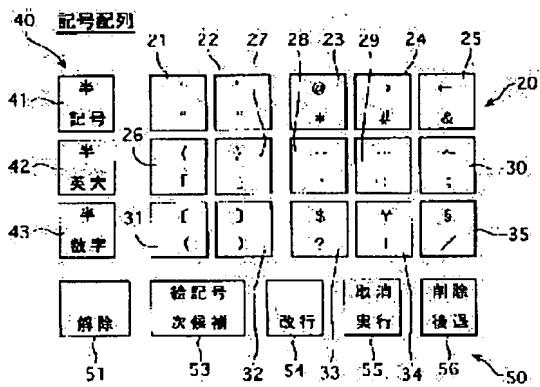 記号配列
40 21 22 27 28 23 29 24 25
20
41 半 @ ←
記号 * # &
42 26 半 30
英大
43 31 半 $ ¥ § 35
数字 ( ) ? | /
絵記号 取消 削除
解除 次候補 改行 実行 後退
51 53 32 54 33 55 34 56 50